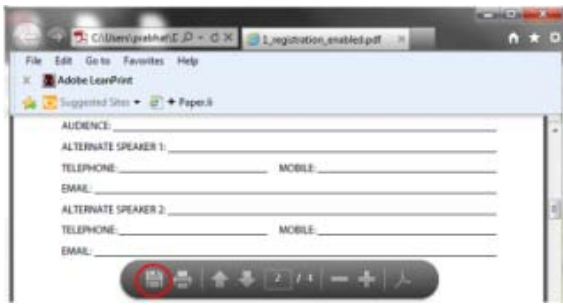 C:\Users\prabhat\E
1_registration_enabled.pdf
File Edit Go to Favorites Help
Adobe LeanPrint
Suggested Sites Paper.li
AUDIENCE:
ALTERNATE SPEAKER 1:
TELEPHONE: MOBILE:
EMAIL:
ALTERNATE SPEAKER 2:
TELEPHONE: MOBILE:
EMAIL:
2 / 4